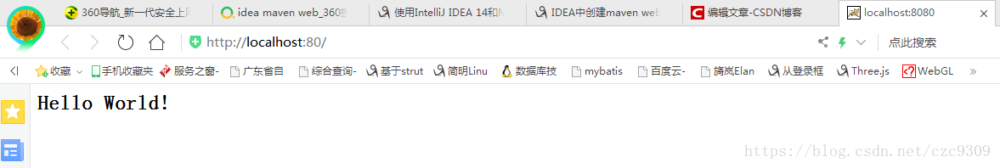 360导航_新一代安全上网 idea maven web_360搜 使用IntelliJ IDEA 14和M IDEA中创建maven web 编辑文章-CSDN博客 localhost:8080
http://localhost:80/ 点此搜索
收藏 手机收藏夹 服务之窗- 广东省自 综合查询- 基于strut 简明Linu 数据库技 mybatis 百度云- 旖岚Elan 从登录框 Three.js WebGL
Hello World!
https://blog.csdn.net/czc9309